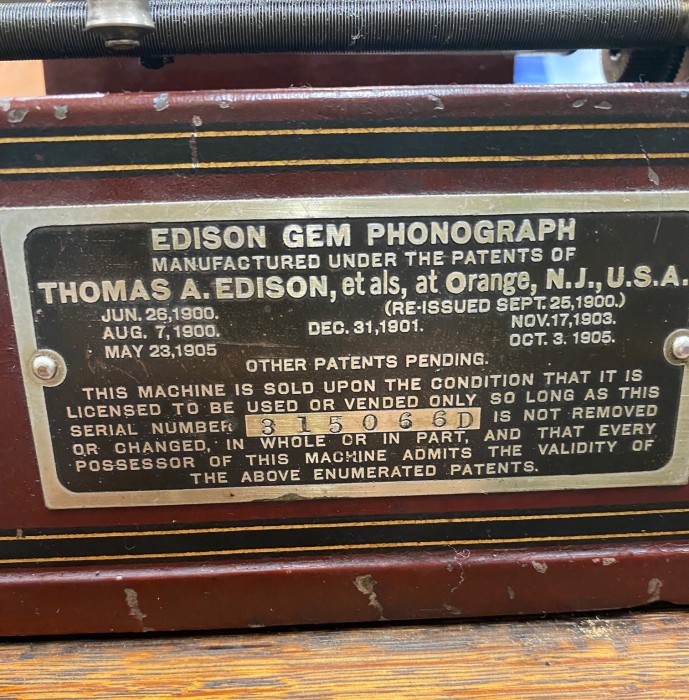 EDISON GEM PHONOGRAPH
MANUFACTURED UNDER THE PATENTS OF
THOMAS A. EDISON, et als, at Orange, N.J., U.S.A.
JUN. 26, 1900. (RE-ISSUED SEPT. 25, 1900.)
AUG. 7, 1900. DEC. 31, 1901. NOV. 17, 1903.
MAY 23, 1905 OCT. 3. 1905.
OTHER PATENTS PENDING.
THIS MACHINE IS SOLD UPON THE CONDITION THAT IT IS
LICENSED TO BE USED OR VENDED ONLY SO LONG AS THIS
SERIAL NUMBER 315066D IS NOT REMOVED
OR CHANGED, IN WHOLE OR IN PART, AND THAT EVERY
POSSESSOR OF THIS MACHINE ADMITS THE VALIDITY OF
THE ABOVE ENUMERATED PATENTS.